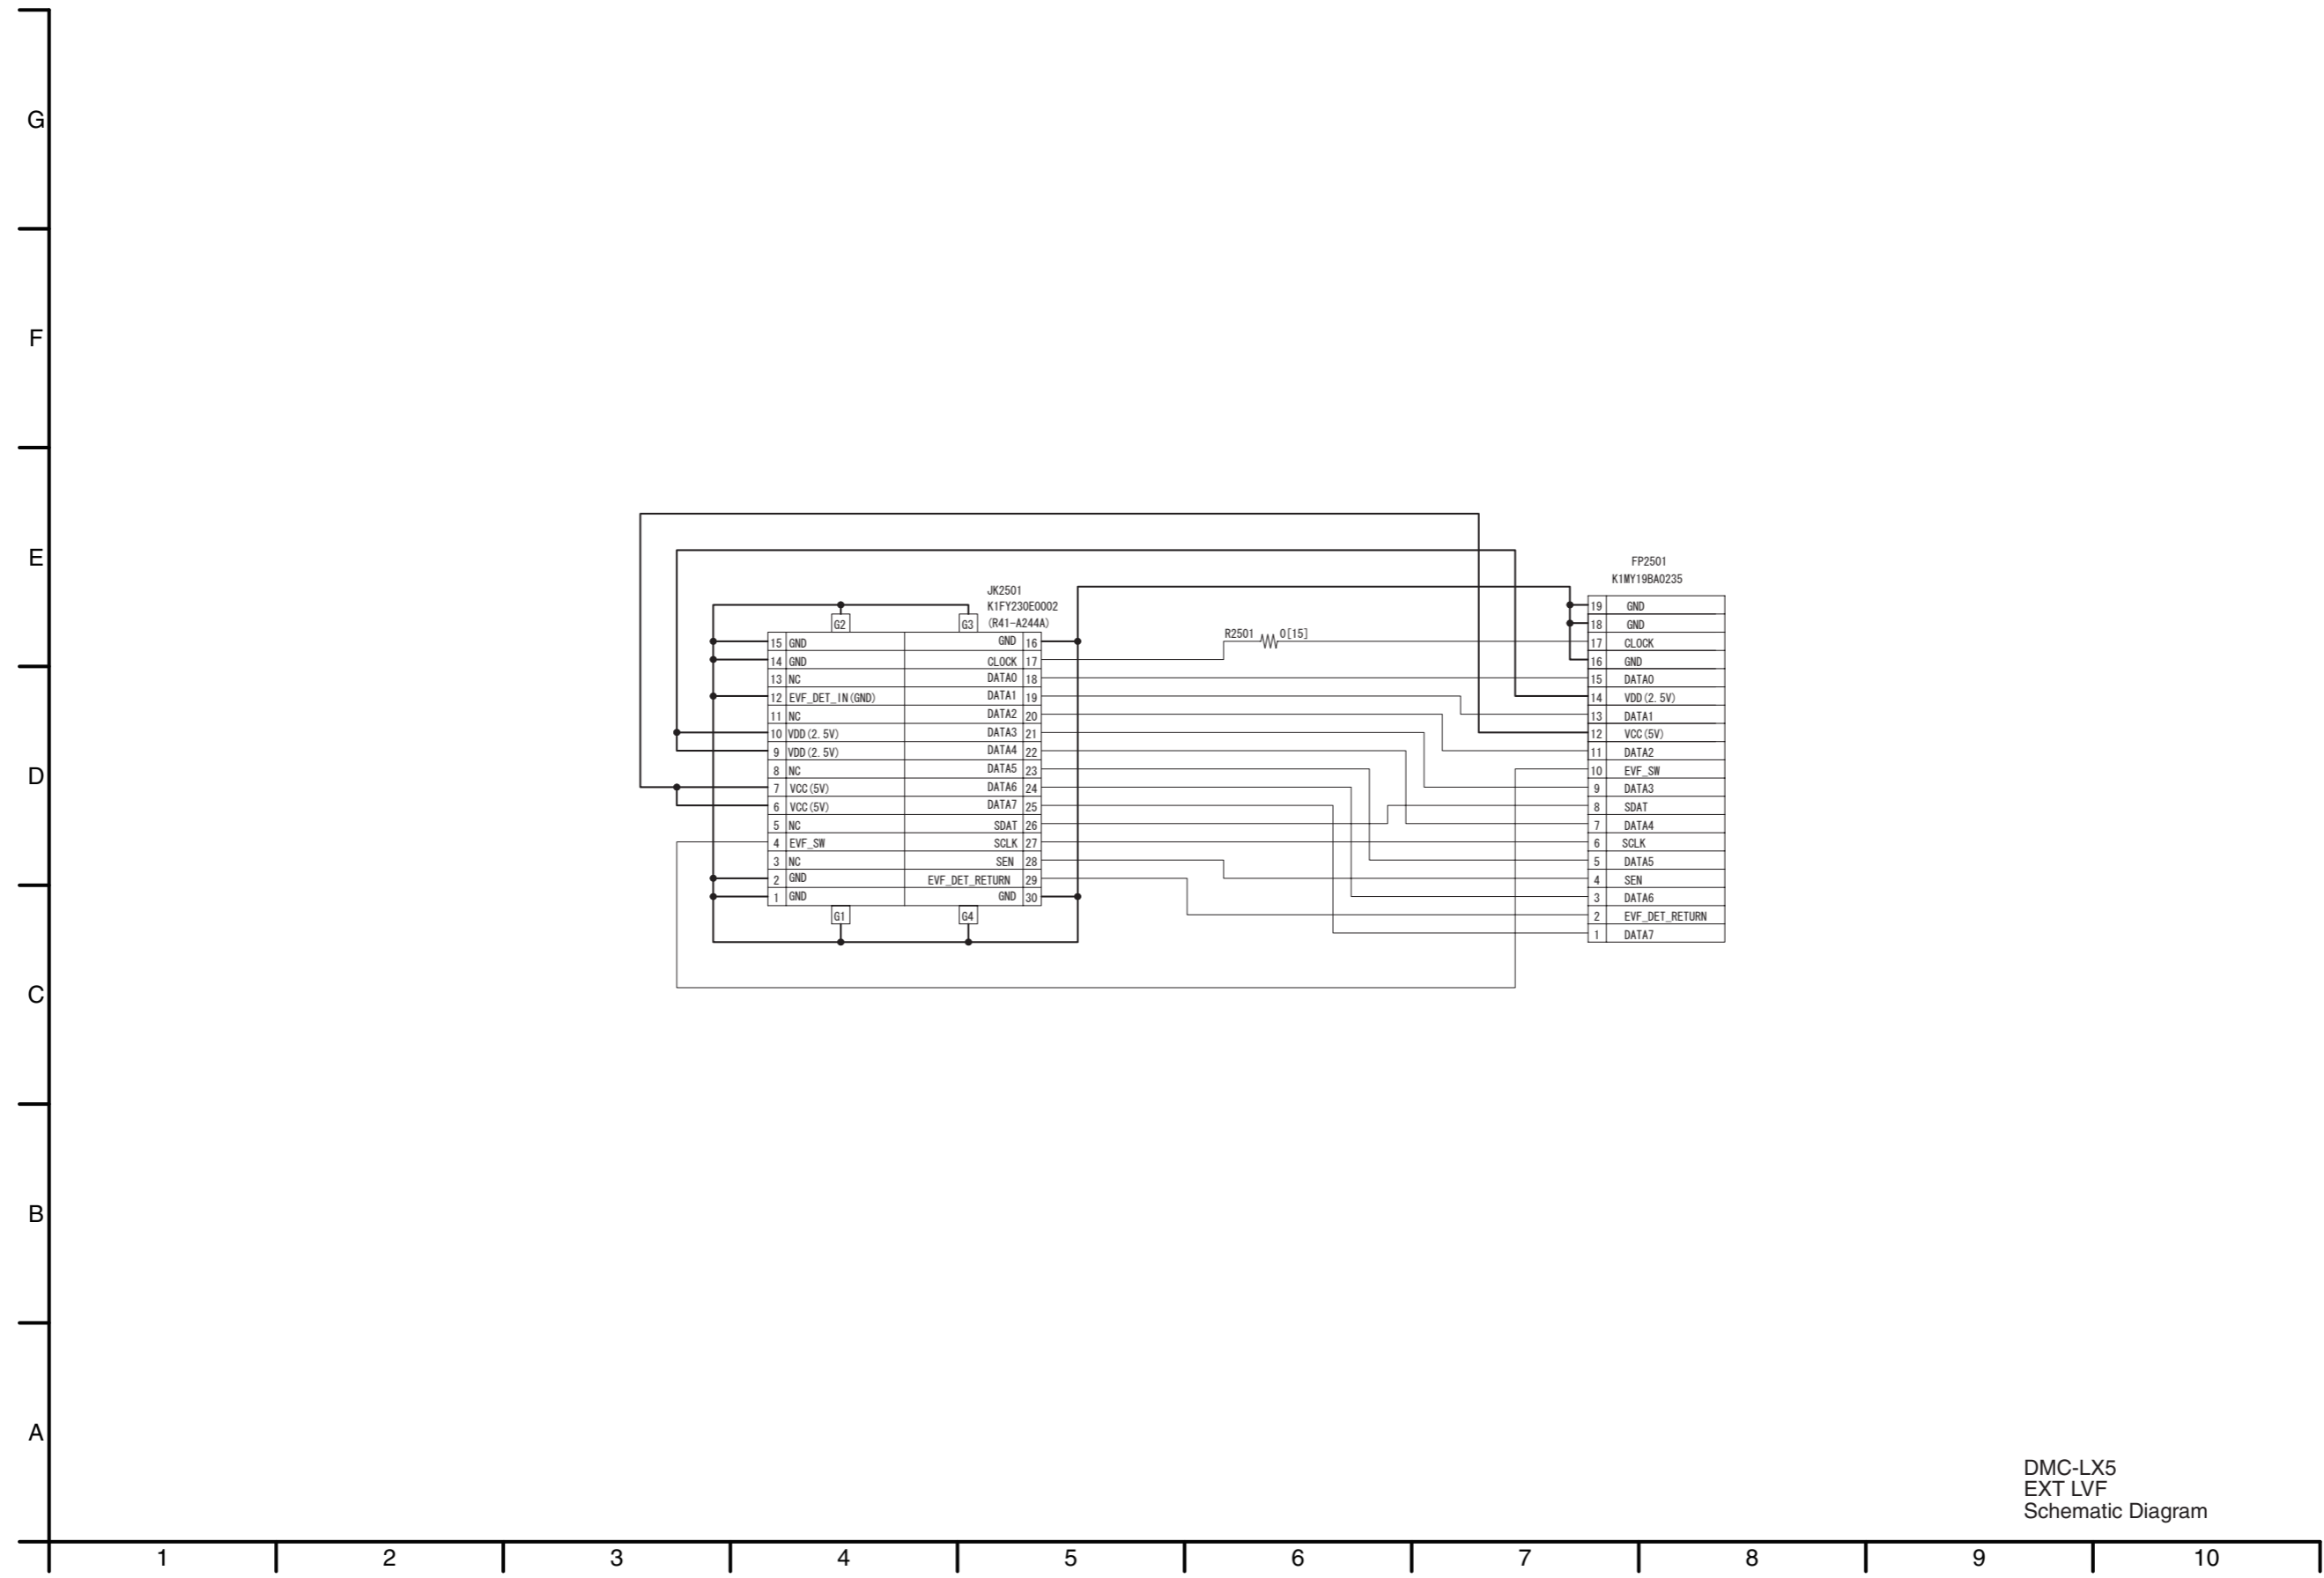 G
F
E
D
C
B
A
JK2501
K1FY230E0002
(R41-A244A)
G2
G3
15 GND
14 GND
13 NC
12 EVF_DET_IN(GND)
11 NC
10 VDD(2.5V)
9 VDD(2.5V)
8 NC
7 VCC(5V)
6 VCC(5V)
5 NC
4 EVF_SW
3 NC
2 GND
1 GND
GND 16
CLOCK 17
DATA0 18
DATA1 19
DATA2 20
DATA3 21
DATA4 22
DATA5 23
DATA6 24
DATA7 25
SDAT 26
SCLK 27
SEN 28
EVF_DET_RETURN 29
GND 30
G1
G4
R2501 0[15]
FP2501
K1MY19BA0235
19 GND
18 GND
17 CLOCK
16 GND
15 DATA0
14 VDD(2.5V)
13 DATA1
12 VCC(5V)
11 DATA2
10 EVF_SW
9 DATA3
8 SDAT
7 DATA4
6 SCLK
5 DATA5
4 SEN
3 DATA6
2 EVF_DET_RETURN
1 DATA7
DMC-LX5
EXT LVF
Schematic Diagram
1 2 3 4 5 6 7 8 9 10